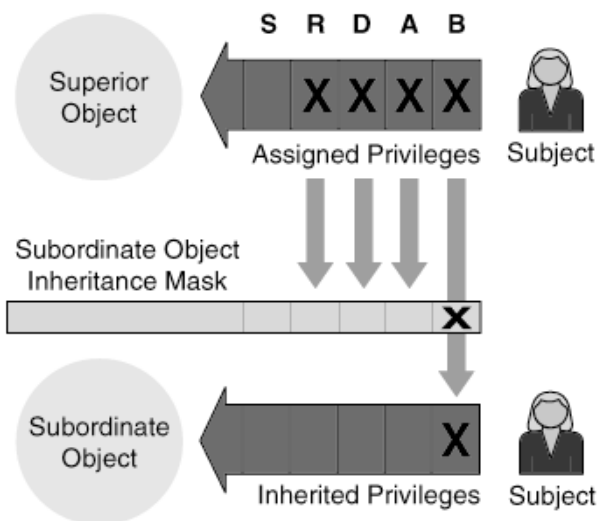 S R D A B
Superior
Object
X X X X
Assigned Privileges
Subject
Subordinate Object
Inheritance Mask
X
Subordinate
Object
X
Inherited Privileges
Subject